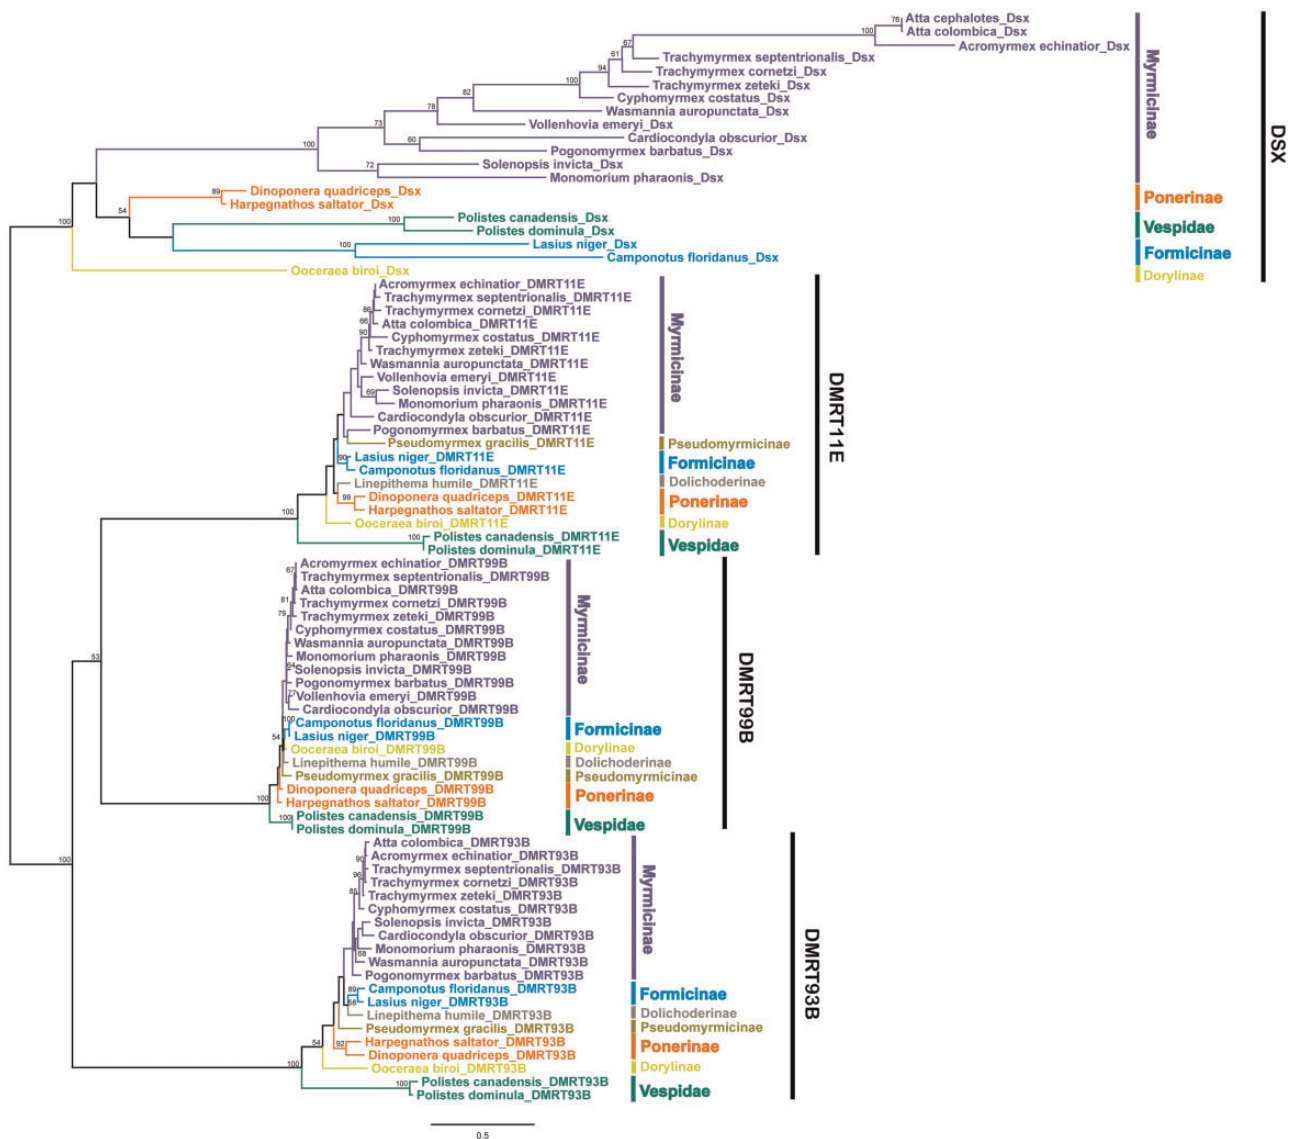 76
Atta cephalotes_Dsx
Atta colombica_Dsx
100
Acromyrmex echinatior_Dsx
67
61
Trachymyrmex septentrionalis_Dsx
94
Trachymyrmex cornetzi_Dsx
100
Trachymyrmex zeteki_Dsx
82
Cyphomyrmex costatus_Dsx
78
Wasmannia auropunctata_Dsx
73
Vollenhovia emeryi_Dsx
60
Cardiocondyla obscurior_Dsx
100
Pogonomyrmex barbatus_Dsx
72
Solenopsis invicta_Dsx
Monomorium pharaonis_Dsx
Myrmicinae
DSX
89
Dinoponera quadriceps_Dsx
Harpegnathos saltator_Dsx
Ponerinae
54
100
100
Polistes canadensis_Dsx
Polistes dominula_Dsx
Vespidae
100
Lasius niger_Dsx
Camponotus floridanus_Dsx
Formicinae
Ooceraea biroi_Dsx
Dorylinae
Acromyrmex echinatior_DMRT11E
Trachymyrmex septentrionalis_DMRT11E
86
Trachymyrmex cornetzi_DMRT11E
66
Atta colombica_DMRT11E
90
Cyphomyrmex costatus_DMRT11E
Trachymyrmex zeteki_DMRT11E
Wasmannia auropunctata_DMRT11E
Vollenhovia emeryi_DMRT11E
69
Solenopsis invicta_DMRT11E
Monomorium pharaonis_DMRT11E
Cardiocondyla obscurior_DMRT11E
Pogonomyrmex barbatus_DMRT11E
Myrmicinae
DMRT11E
Pseudomyrmex gracilis_DMRT11E
Pseudomyrmicinae
90
Lasius niger_DMRT11E
Camponotus floridanus_DMRT11E
Formicinae
Linepithema humile_DMRT11E
Dolichoderinae
99
Dinoponera quadriceps_DMRT11E
Harpegnathos saltator_DMRT11E
Ponerinae
100
Ooceraea biroi_DMRT11E
Dorylinae
100
Polistes canadensis_DMRT11E
Polistes dominula_DMRT11E
Vespidae
67
Acromyrmex echinatior_DMRT99B
Trachymyrmex septentrionalis_DMRT99B
Atta colombica_DMRT99B
81
Trachymyrmex cornetzi_DMRT99B
79
Trachymyrmex zeteki_DMRT99B
Cyphomyrmex costatus_DMRT99B
Wasmannia auropunctata_DMRT99B
Monomorium pharaonis_DMRT99B
64
Solenopsis invicta_DMRT99B
Pogonomyrmex barbatus_DMRT99B
77
Vollenhovia emeryi_DMRT99B
Cardiocondyla obscurior_DMRT99B
Myrmicinae
DMRT99B
53
100
Camponotus floridanus_DMRT99B
Lasius niger_DMRT99B
Formicinae
54
Ooceraea biroi_DMRT99B
Dorylinae
Linepithema humile_DMRT99B
Dolichoderinae
Pseudomyrmex gracilis_DMRT99B
Pseudomyrmicinae
Dinoponera quadriceps_DMRT99B
Harpegnathos saltator_DMRT99B
Ponerinae
100
100
Polistes canadensis_DMRT99B
Polistes dominula_DMRT99B
Vespidae
100
Atta colombica_DMRT93B
90
Acromyrmex echinatior_DMRT93B
Trachymyrmex septentrionalis_DMRT93B
96
Trachymyrmex cornetzi_DMRT93B
85
Trachymyrmex zeteki_DMRT93B
Cyphomyrmex costatus_DMRT93B
Solenopsis invicta_DMRT93B
Cardiocondyla obscurior_DMRT93B
Monomorium pharaonis_DMRT93B
68
Wasmannia auropunctata_DMRT93B
Pogonomyrmex barbatus_DMRT93B
Myrmicinae
DMRT93B
89
Camponotus floridanus_DMRT93B
Lasius niger_DMRT93B
Formicinae
Linepithema humile_DMRT93B
Dolichoderinae
Pseudomyrmex gracilis_DMRT93B
Pseudomyrmicinae
54
92
Harpegnathos saltator_DMRT93B
Dinoponera quadriceps_DMRT93B
Ponerinae
100
Ooceraea biroi_DMRT93B
Dorylinae
100
Polistes canadensis_DMRT93B
Polistes dominula_DMRT93B
Vespidae
0.5